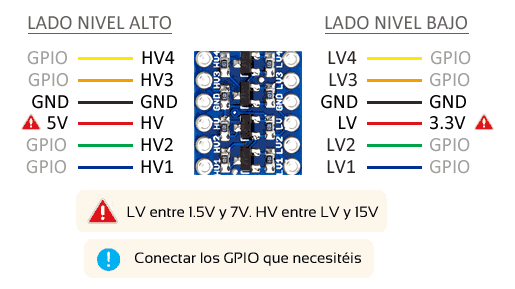 LADO NIVEL ALTO LADO NIVEL BAJO
GPIO HV4 LV4 GPIO
GPIO HV3 LV3 GPIO
GND GND GND GND
5V HV LV 3.3V
GPIO HV2 LV2 GPIO
GPIO HV1 LV1 GPIO
LV entre 1.5V y 7V. HV entre LV y 15V
Conectar los GPIO que necesitéis